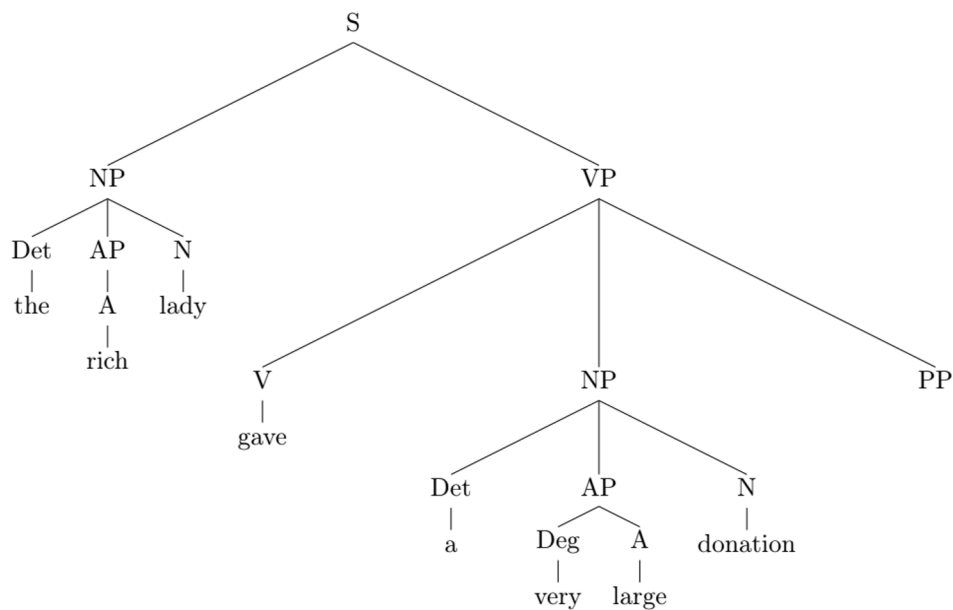 S
NP VP
Det AP N
the A lady
rich
V NP PP
gave
Det AP N
a Deg A donation
very large